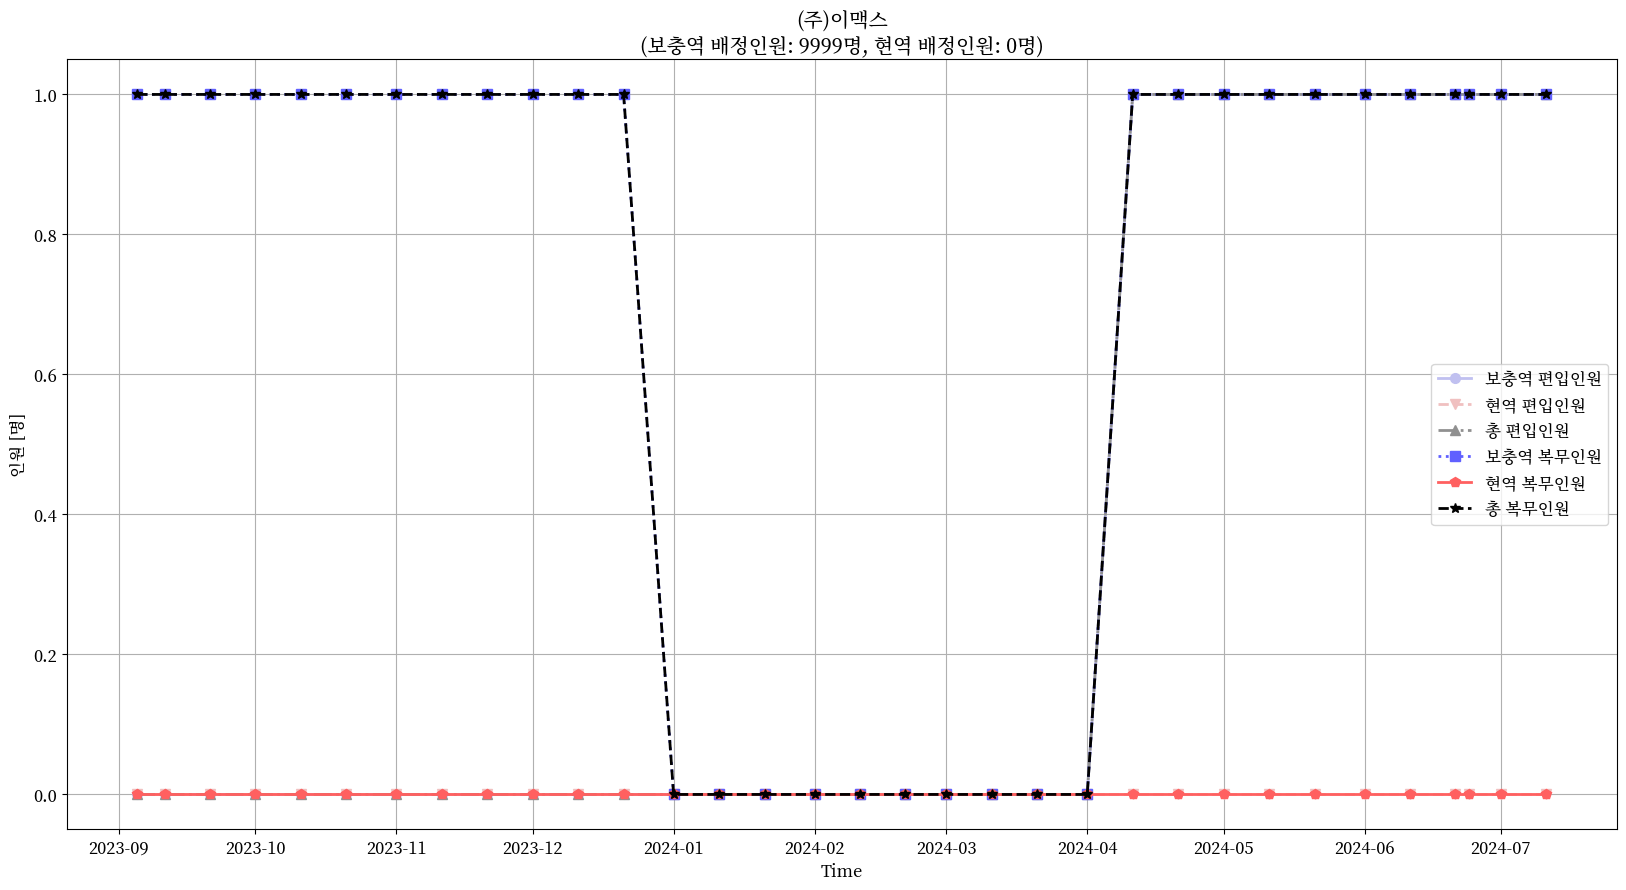 (주)이맥스
(보충역 배정인원: 9999명, 현역 배정인원: 0명)
인원 [명]
1.0
0.8
0.6
0.4
0.2
0.0
보충역 편입인원
현역 편입인원
총 편입인원
보충역 복무인원
현역 복무인원
총 복무인원
2023-09 2023-10 2023-11 2023-12 2024-01 2024-02 2024-03 2024-04 2024-05 2024-06 2024-07
Time